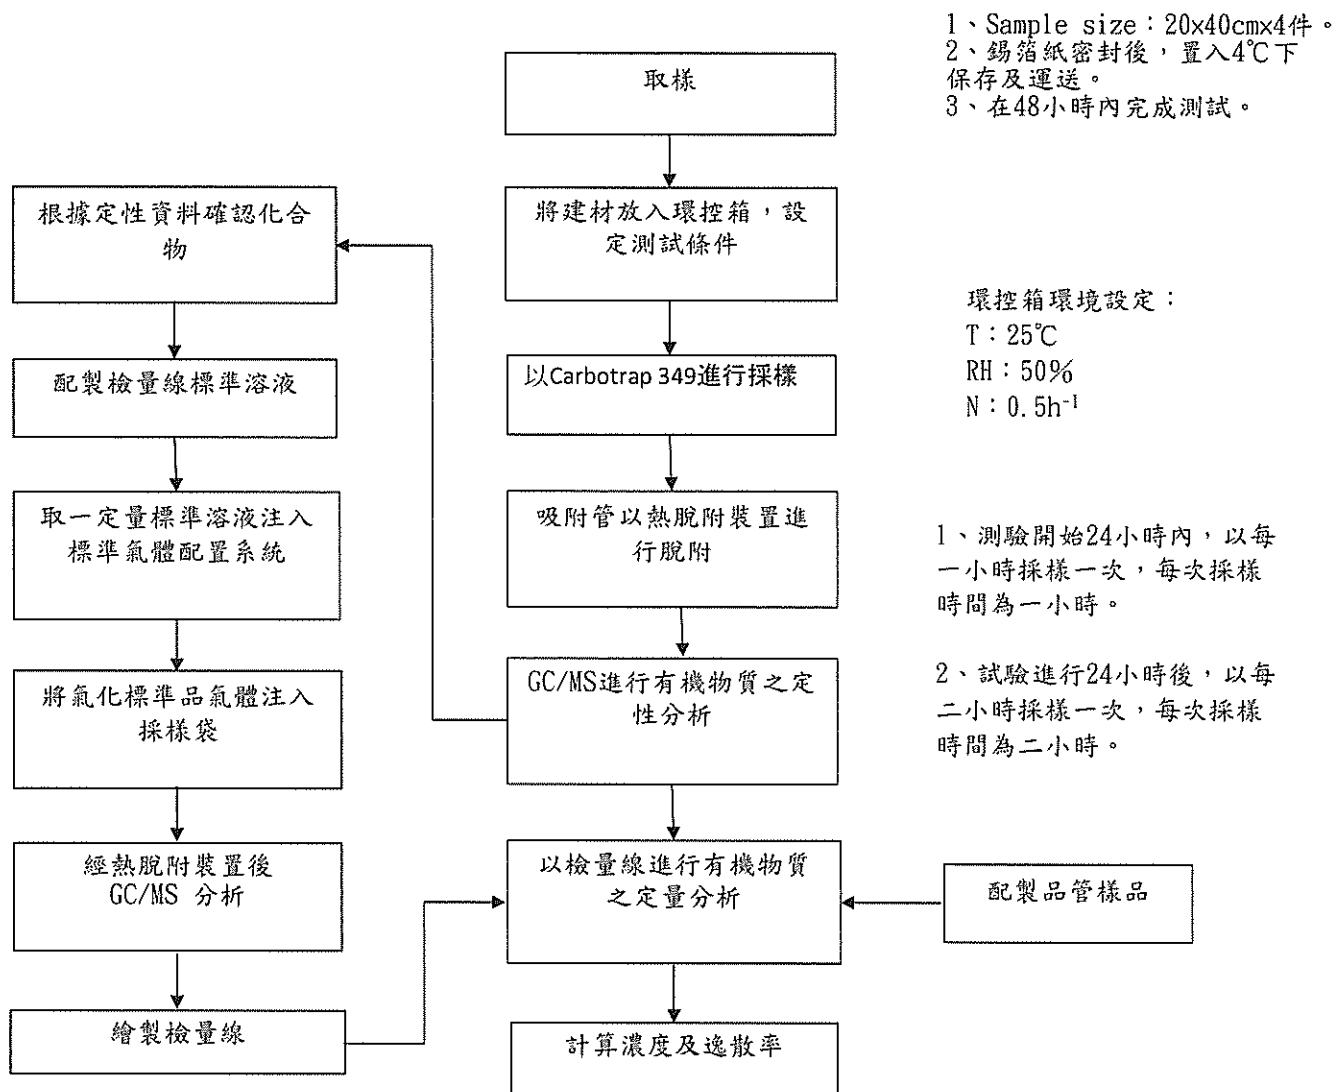 1、Sample size：20x40cmx4件。
2、錫箔紙密封後，置入4℃下
保存及運送。
3、在48小時內完成測試。
取樣
根據定性資料確認化合
物
將建材放入環控箱，設
定測試條件
環控箱環境設定：
T：25℃
RH：50%
N：0.5h⁻¹
配製檢量線標準溶液
以Carbotrap 349進行採樣
取一定量標準溶液注入
標準氣體配置系統
吸附管以熱脫附裝置進
行脫附
1、測驗開始24小時內，以每
一小時採樣一次，每次採樣
時間為一小時。
將氣化標準品氣體注入
採樣袋
GC/MS進行有機物質之定
性分析
2、試驗進行24小時後，以每
二小時採樣一次，每次採樣
時間為二小時。
經熱脫附裝置後
GC/MS 分析
以檢量線進行有機物質
之定量分析
配製品管樣品
繪製檢量線
計算濃度及逸散率